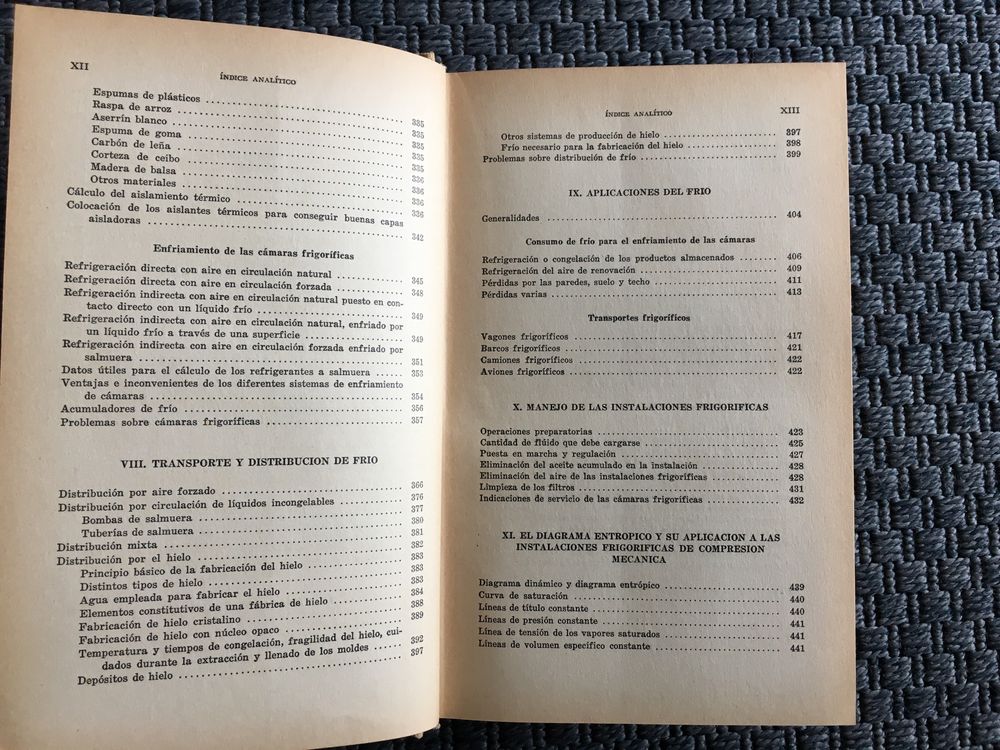 XII
ÍNDICE ANALÍTICO
Espumas de plásticos ........ 335
Raspa de arroz ........ 335
Aserrín blanco ........ 335
Espuma de goma ........ 335
Carbón de leña ........ 335
Corteza de ceibo ........ 336
Madera de balsa ........ 336
Otros materiales ........ 336
Cálculo del aislamiento térmico ........ 336
Colocación de los aislantes térmicos para conseguir buenas capas
aisladoras ........ 342
Enfriamiento de las cámaras frigoríficas
Refrigeración directa con aire en circulación natural ........ 345
Refrigeración directa con aire en circulación forzada ........ 348
Refrigeración indirecta con aire en circulación natural puesto en con-
tacto directo con un líquido frío ........ 349
Refrigeración indirecta con aire en circulación natural, enfriado por
un líquido frío a través de una superficie ........ 349
Refrigeración indirecta con aire en circulación forzada enfriado por
salmuera ........ 351
Datos útiles para el cálculo de los refrigerantes a salmuera ........ 353
Ventajas e inconvenientes de los diferentes sistemas de enfriamiento
de cámaras ........ 354
Acumuladores de frío ........ 356
Problemas sobre cámaras frigoríficas ........ 357
VIII. TRANSPORTE Y DISTRIBUCION DE FRIO
Distribución por aire forzado ........ 366
Distribución por circulación de líquidos incongelables ........ 376
Bombas de salmuera ........ 377
Tuberías de salmuera ........ 380
Distribución mixta ........ 381
Distribución por el hielo ........ 382
Principio básico de la fabricación del hielo ........ 383
Distintos tipos de hielo ........ 383
Agua empleada para fabricar el hielo ........ 383
Elementos constitutivos de una fábrica de hielo ........ 384
Fabricación de hielo cristalino ........ 388
Fabricación de hielo con núcleo opaco ........ 389
Temperatura y tiempos de congelación, fragilidad del hielo, cui-
dados durante la extracción y llenado de los moldes ........ 392
Depósitos de hielo ........ 397
ÍNDICE ANALÍTICO
XIII
Otros sistemas de producción de hielo ........ 397
Frío necesario para la fabricación del hielo ........ 398
Problemas sobre distribución de frío ........ 399
IX. APLICACIONES DEL FRIO
Generalidades ........ 404
Consumo de frío para el enfriamiento de las cámaras
Refrigeración o congelación de los productos almacenados ........ 406
Refrigeración del aire de renovación ........ 409
Pérdidas por las paredes, suelo y techo ........ 411
Pérdidas varias ........ 413
Transportes frigoríficos
Vagones frigoríficos ........ 417
Barcos frigoríficos ........ 421
Camiones frigoríficos ........ 422
Aviones frigoríficos ........ 422
X. MANEJO DE LAS INSTALACIONES FRIGORIFICAS
Operaciones preparatorias ........ 423
Cantidad de flúido que debe cargarse ........ 425
Puesta en marcha y regulación ........ 427
Eliminación del aceite acumulado en la instalación ........ 428
Eliminación del aire de las instalaciones frigoríficas ........ 428
Limpieza de los filtros ........ 431
Indicaciones de servicio de las cámaras frigoríficas ........ 432
XI. EL DIAGRAMA ENTROPICO Y SU APLICACION A LAS
INSTALACIONES FRIGORIFICAS DE COMPRESION
MECANICA
Diagrama dinámico y diagrama entrópico ........ 439
Curva de saturación ........ 440
Líneas de título constante ........ 440
Líneas de presión constante ........ 441
Línea de tensión de los vapores saturados ........ 441
Líneas de volumen específico constante ........ 441